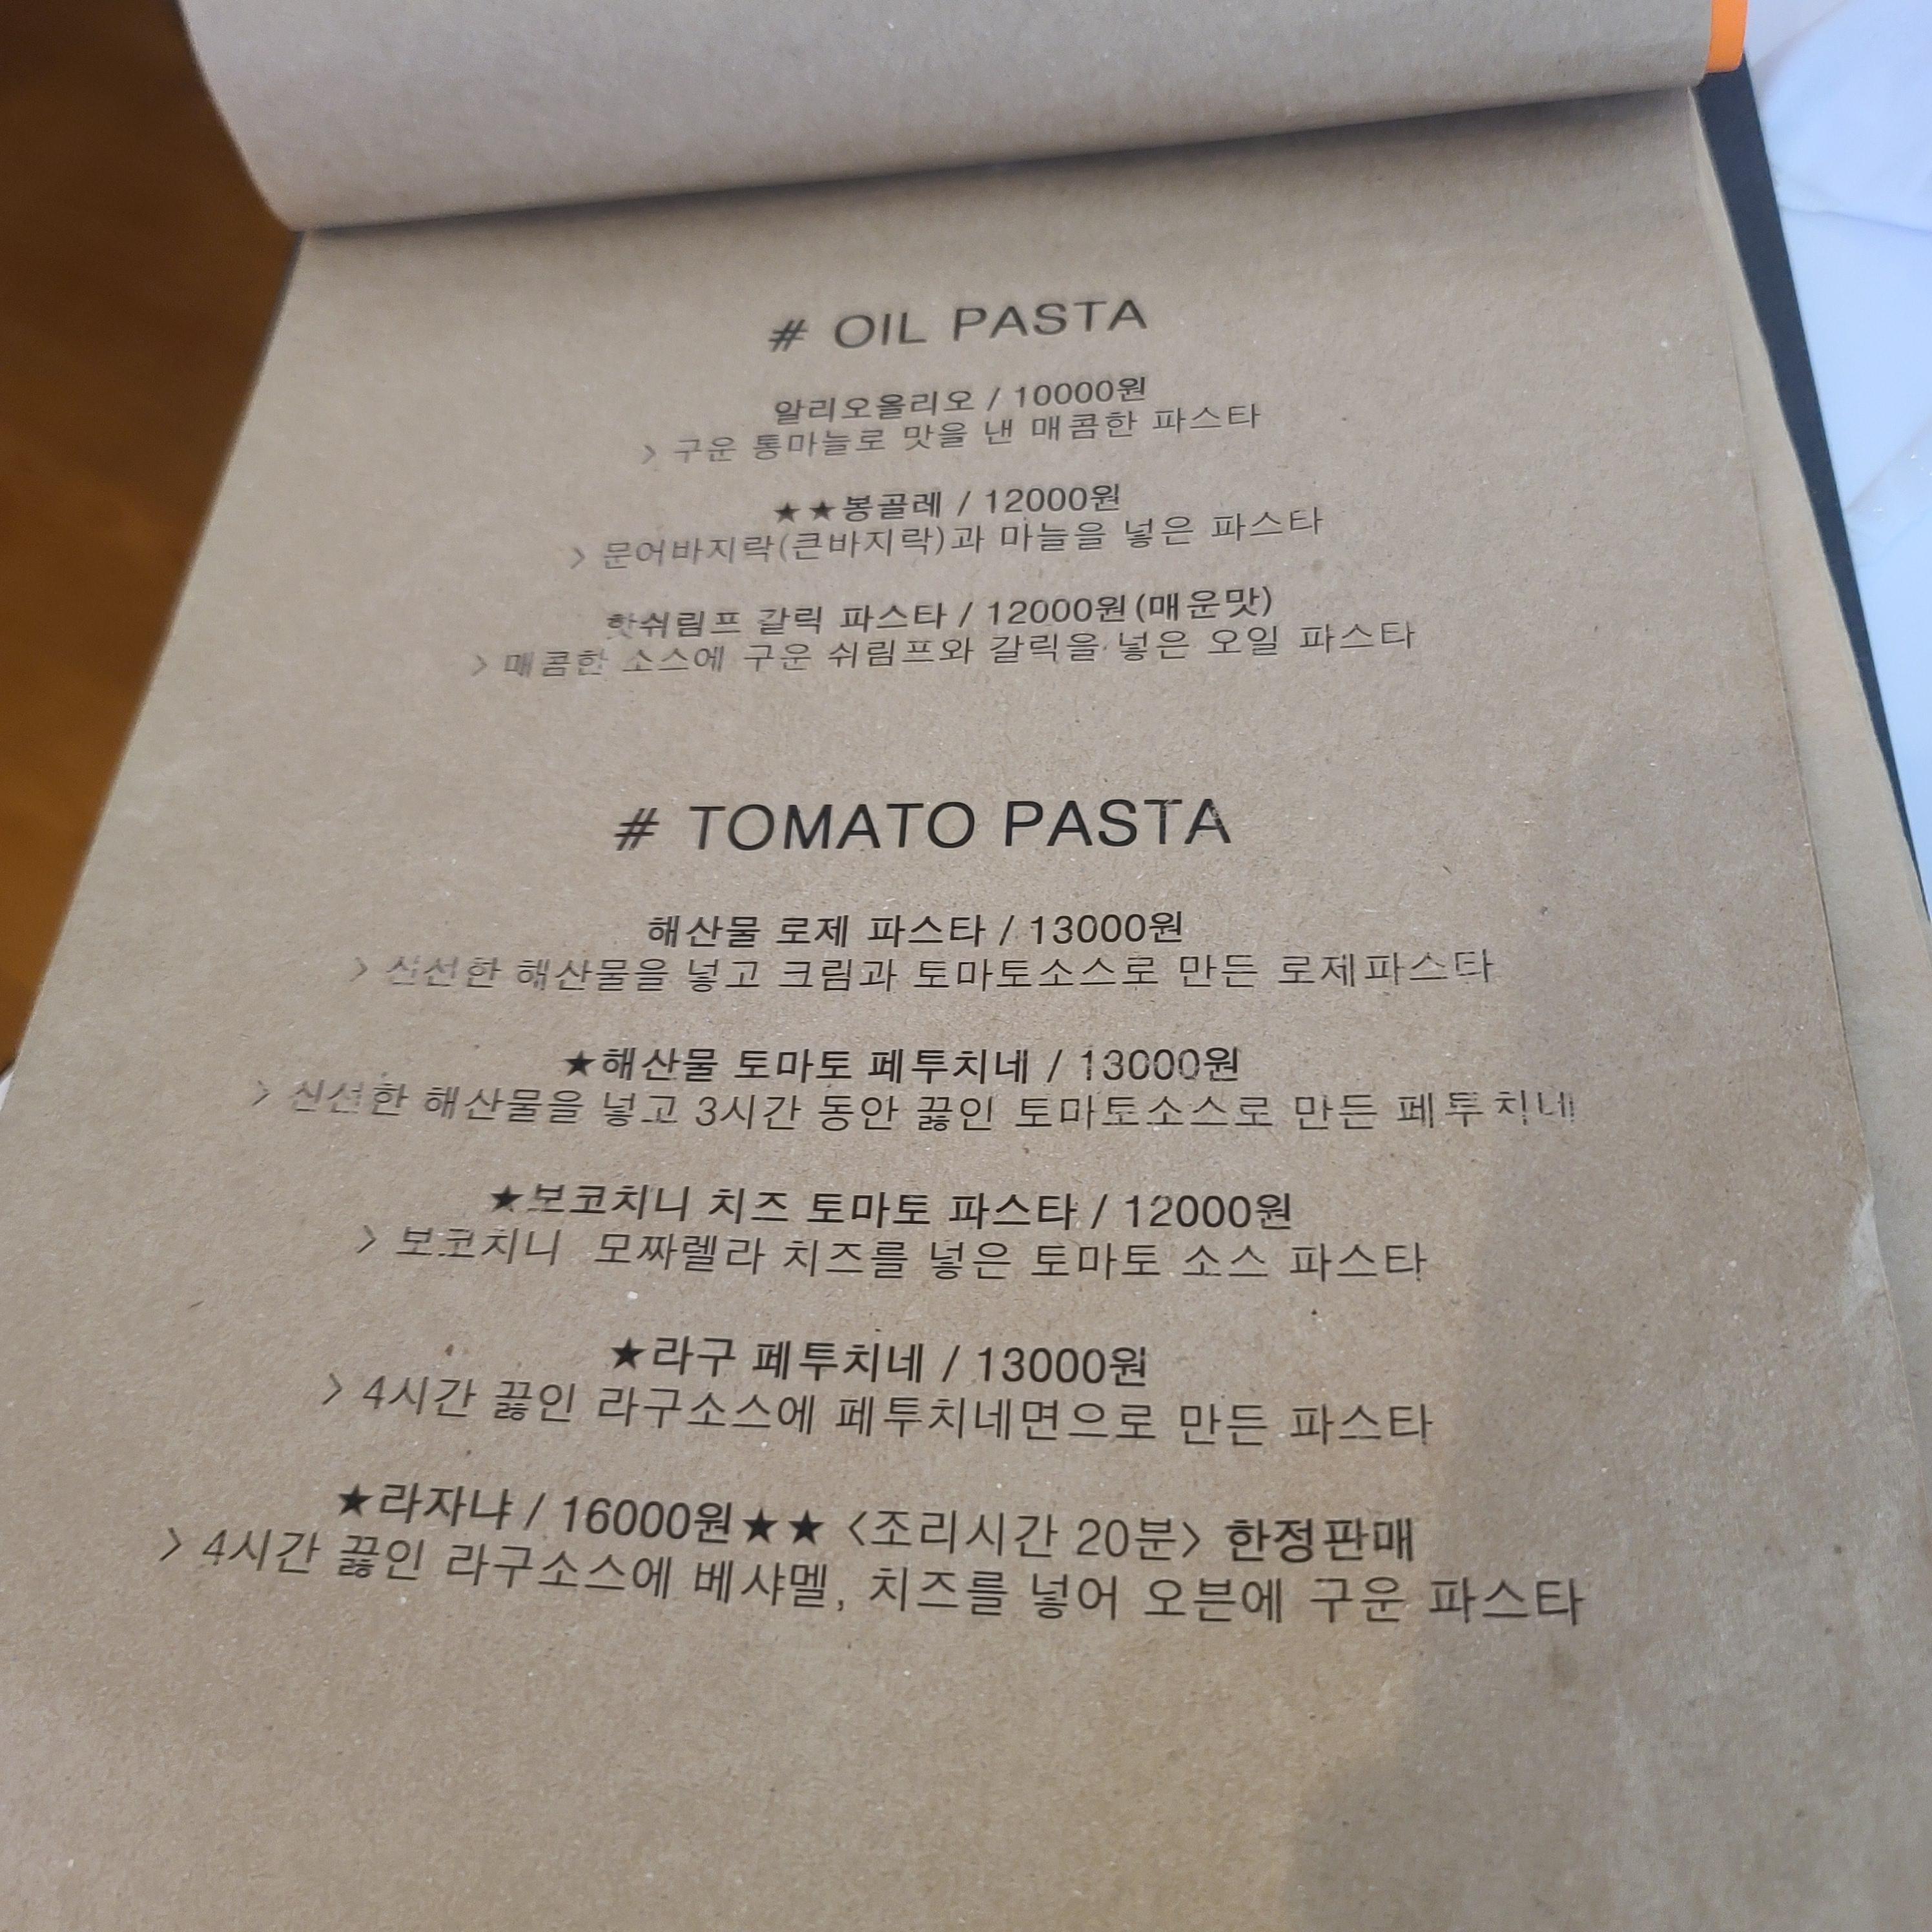 # OIL PASTA
알리오올리오 / 10000원
> 구운 통마늘로 맛을 낸 매콤한 파스타
★★봉골레 / 12000원
> 문어바지락(큰바지락)과 마늘을 넣은 파스타
핫쉬림프 갈릭 파스타 / 12000원(매운맛)
> 매콤한 소스에 구운 쉬림프와 갈릭을 넣은 오일 파스타
# TOMATO PASTA
해산물 로제 파스타 / 13000원
> 신선한 해산물을 넣고 크림과 토마토소스로 만든 로제파스타
★해산물 토마토 페투치네 / 13000원
> 신선한 해산물을 넣고 3시간 동안 끓인 토마토소스로 만든 페투치네
★보코치니 치즈 토마토 파스타 / 12000원
> 보코치니 모짜렐라 치즈를 넣은 토마토 소스 파스타
★라구 페투치네 / 13000원
> 4시간 끓인 라구소스에 페투치네면으로 만든 파스타
★라자냐 / 16000원★★ <조리시간 20분> 한정판매
> 4시간 끓인 라구소스에 베샤멜, 치즈를 넣어 오븐에 구운 파스타